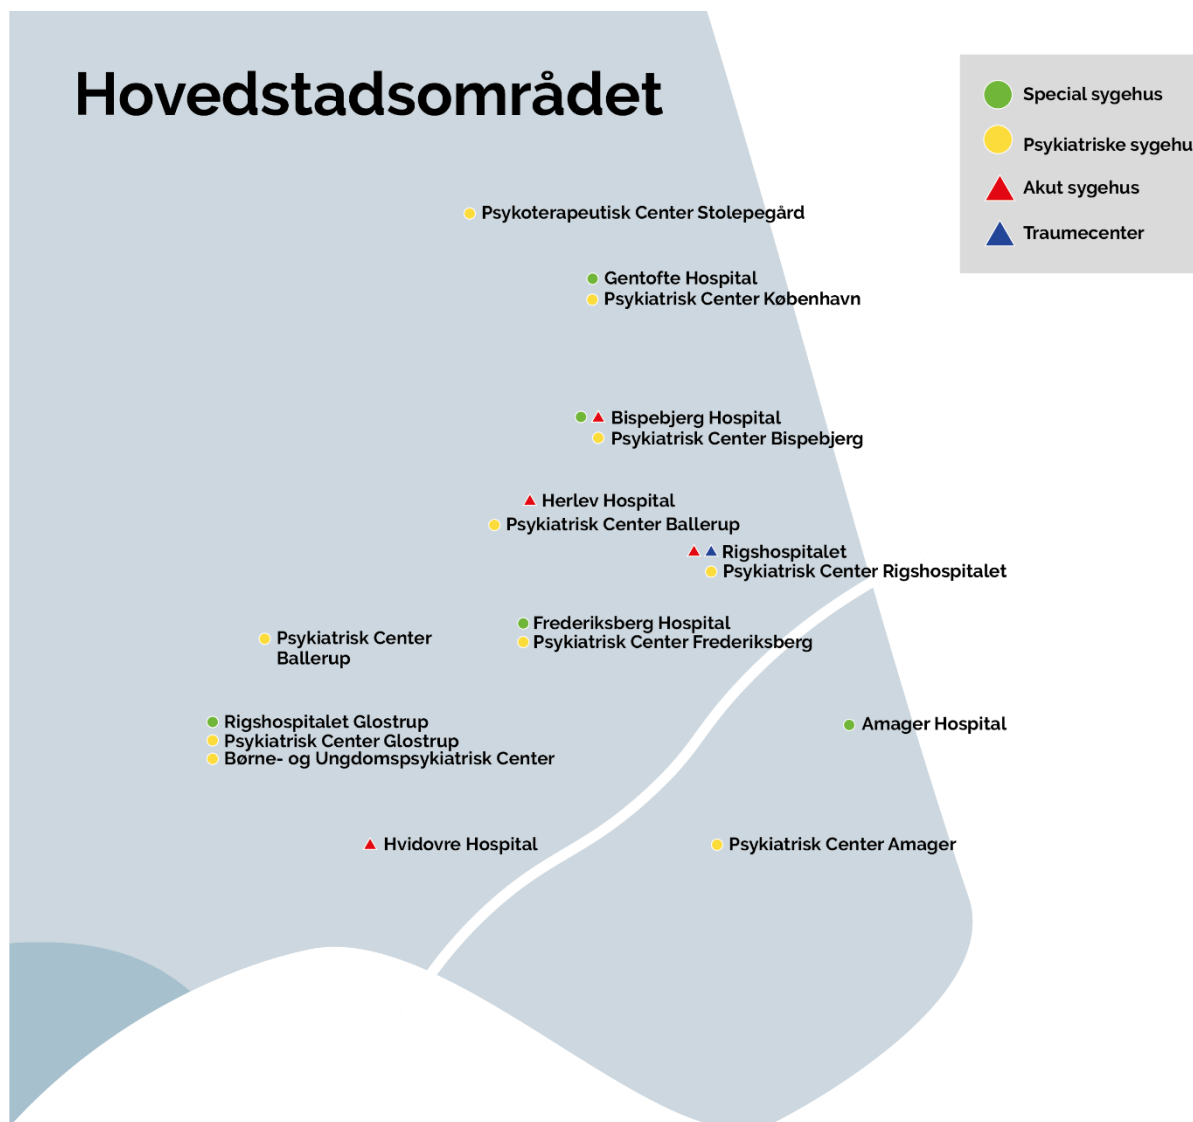 Hovedstadsområdet
Special sygehus
Psykiatriske sygehu
Akut sygehus
Traumecenter
Psykoterapeutisk Center Stolepegård
Gentofte Hospital
Psykiatrisk Center København
Bispebjerg Hospital
Psykiatrisk Center Bispebjerg
Herlev Hospital
Psykiatrisk Center Ballerup
Rigshospitalet
Psykiatrisk Center Rigshospitalet
Frederiksberg Hospital
Psykiatrisk Center Frederiksberg
Psykiatrisk Center
Ballerup
Rigshospitalet Glostrup
Psykiatrisk Center Glostrup
Børne- og Ungdomspsykiatrisk Center
Amager Hospital
Hvidovre Hospital
Psykiatrisk Center Amager